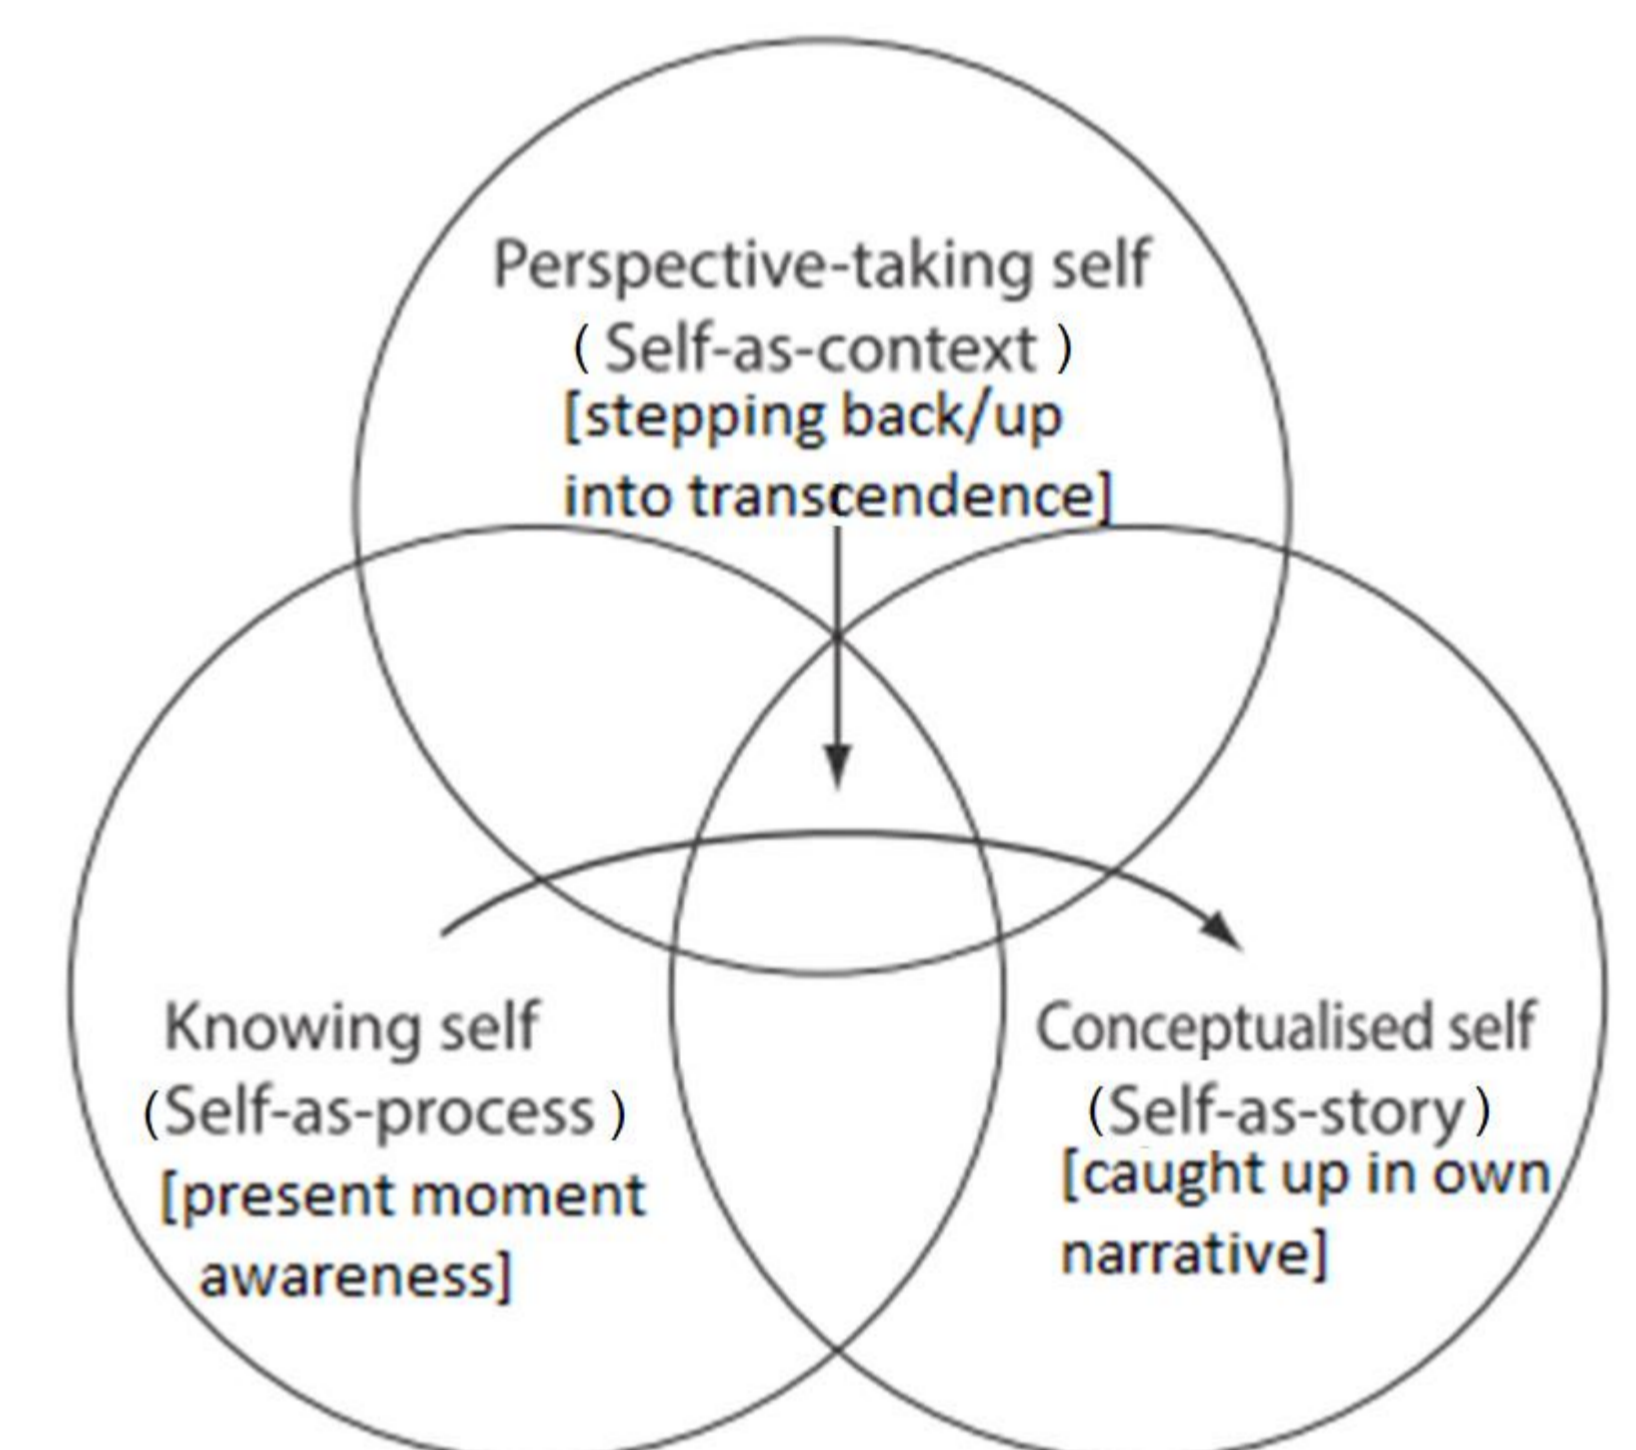 Perspective-taking self
( Self-as-context )
[stepping back/up
into transcendence]
Knowing self
(Self-as-process )
[present moment
awareness]
Conceptualised self
(Self-as-story)
[caught up in own
narrative]